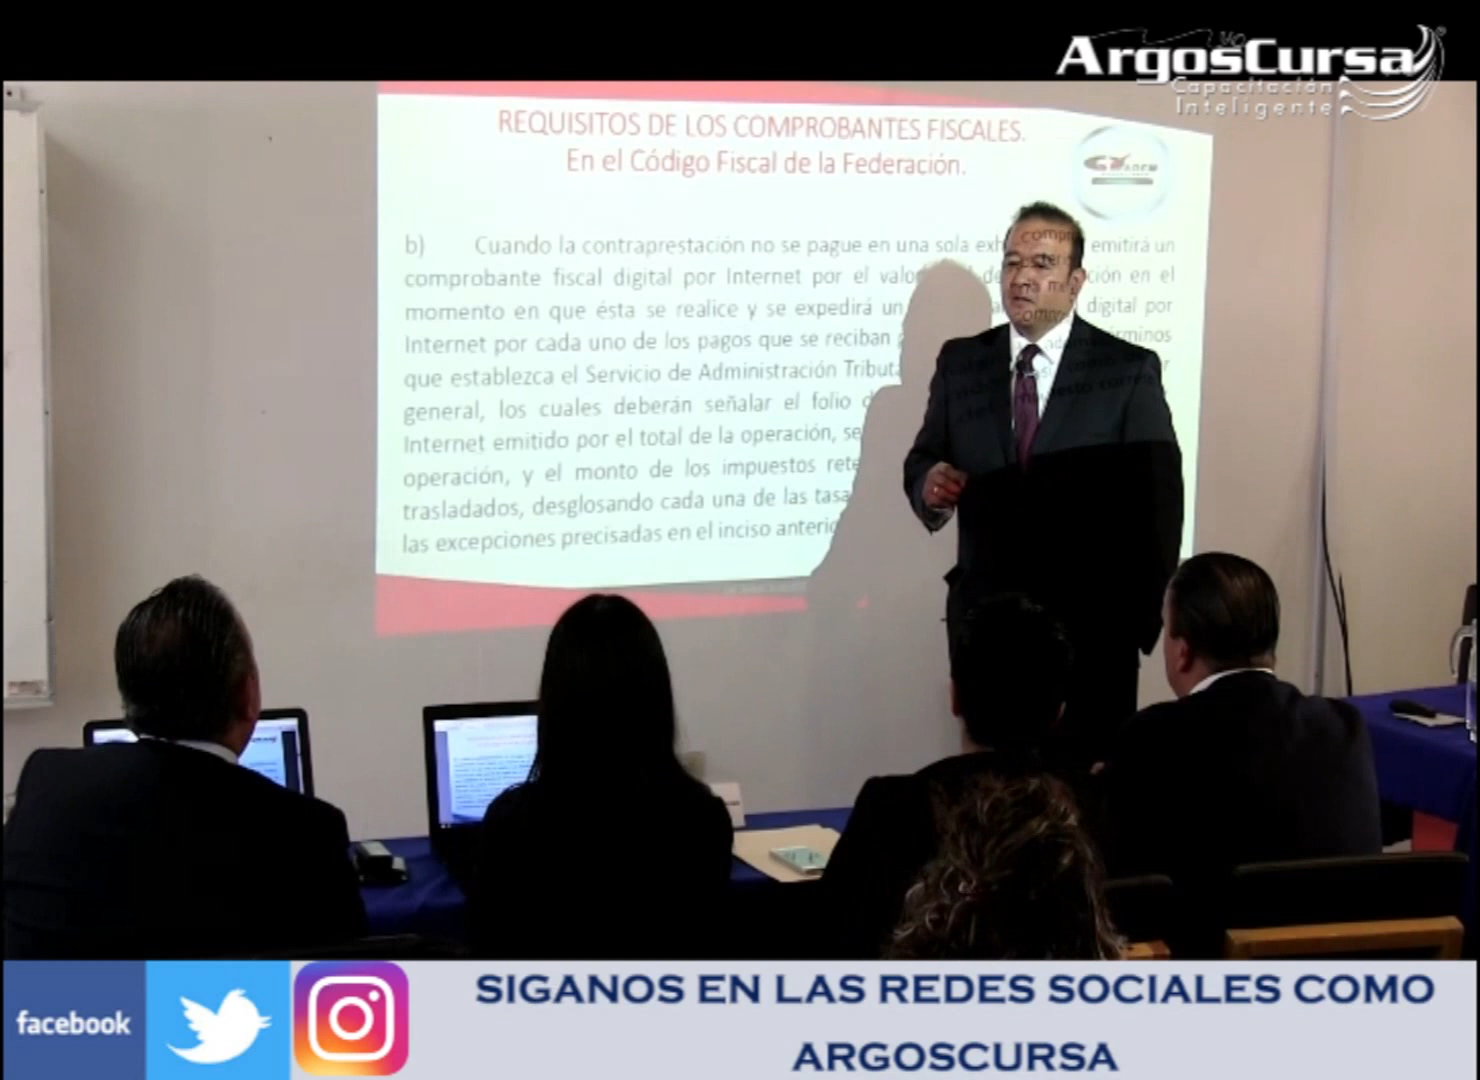 ArgosCursa
Capacitación
Inteligente
REQUISITOS DE LOS COMPROBANTES FISCALES.
En el Código Fiscal de la Federación.
b) Cuando la contraprestación no se pague en una sola emitirá un
comprobante fiscal digital por Internet por el en el
momento en que ésta se realice y se expedirá un digital por
Internet por cada uno de los pagos que se reciban
que establezca el Servicio de Administración
general, los cuales deberán señalar el folio
Internet emitido por el total de la operación,
operación, y el monto de los impuestos
trasladados, desglosando cada una de las
las excepciones precisadas en el inciso
facebook
SIGANOS EN LAS REDES SOCIALES COMO
ARGOSCURSA